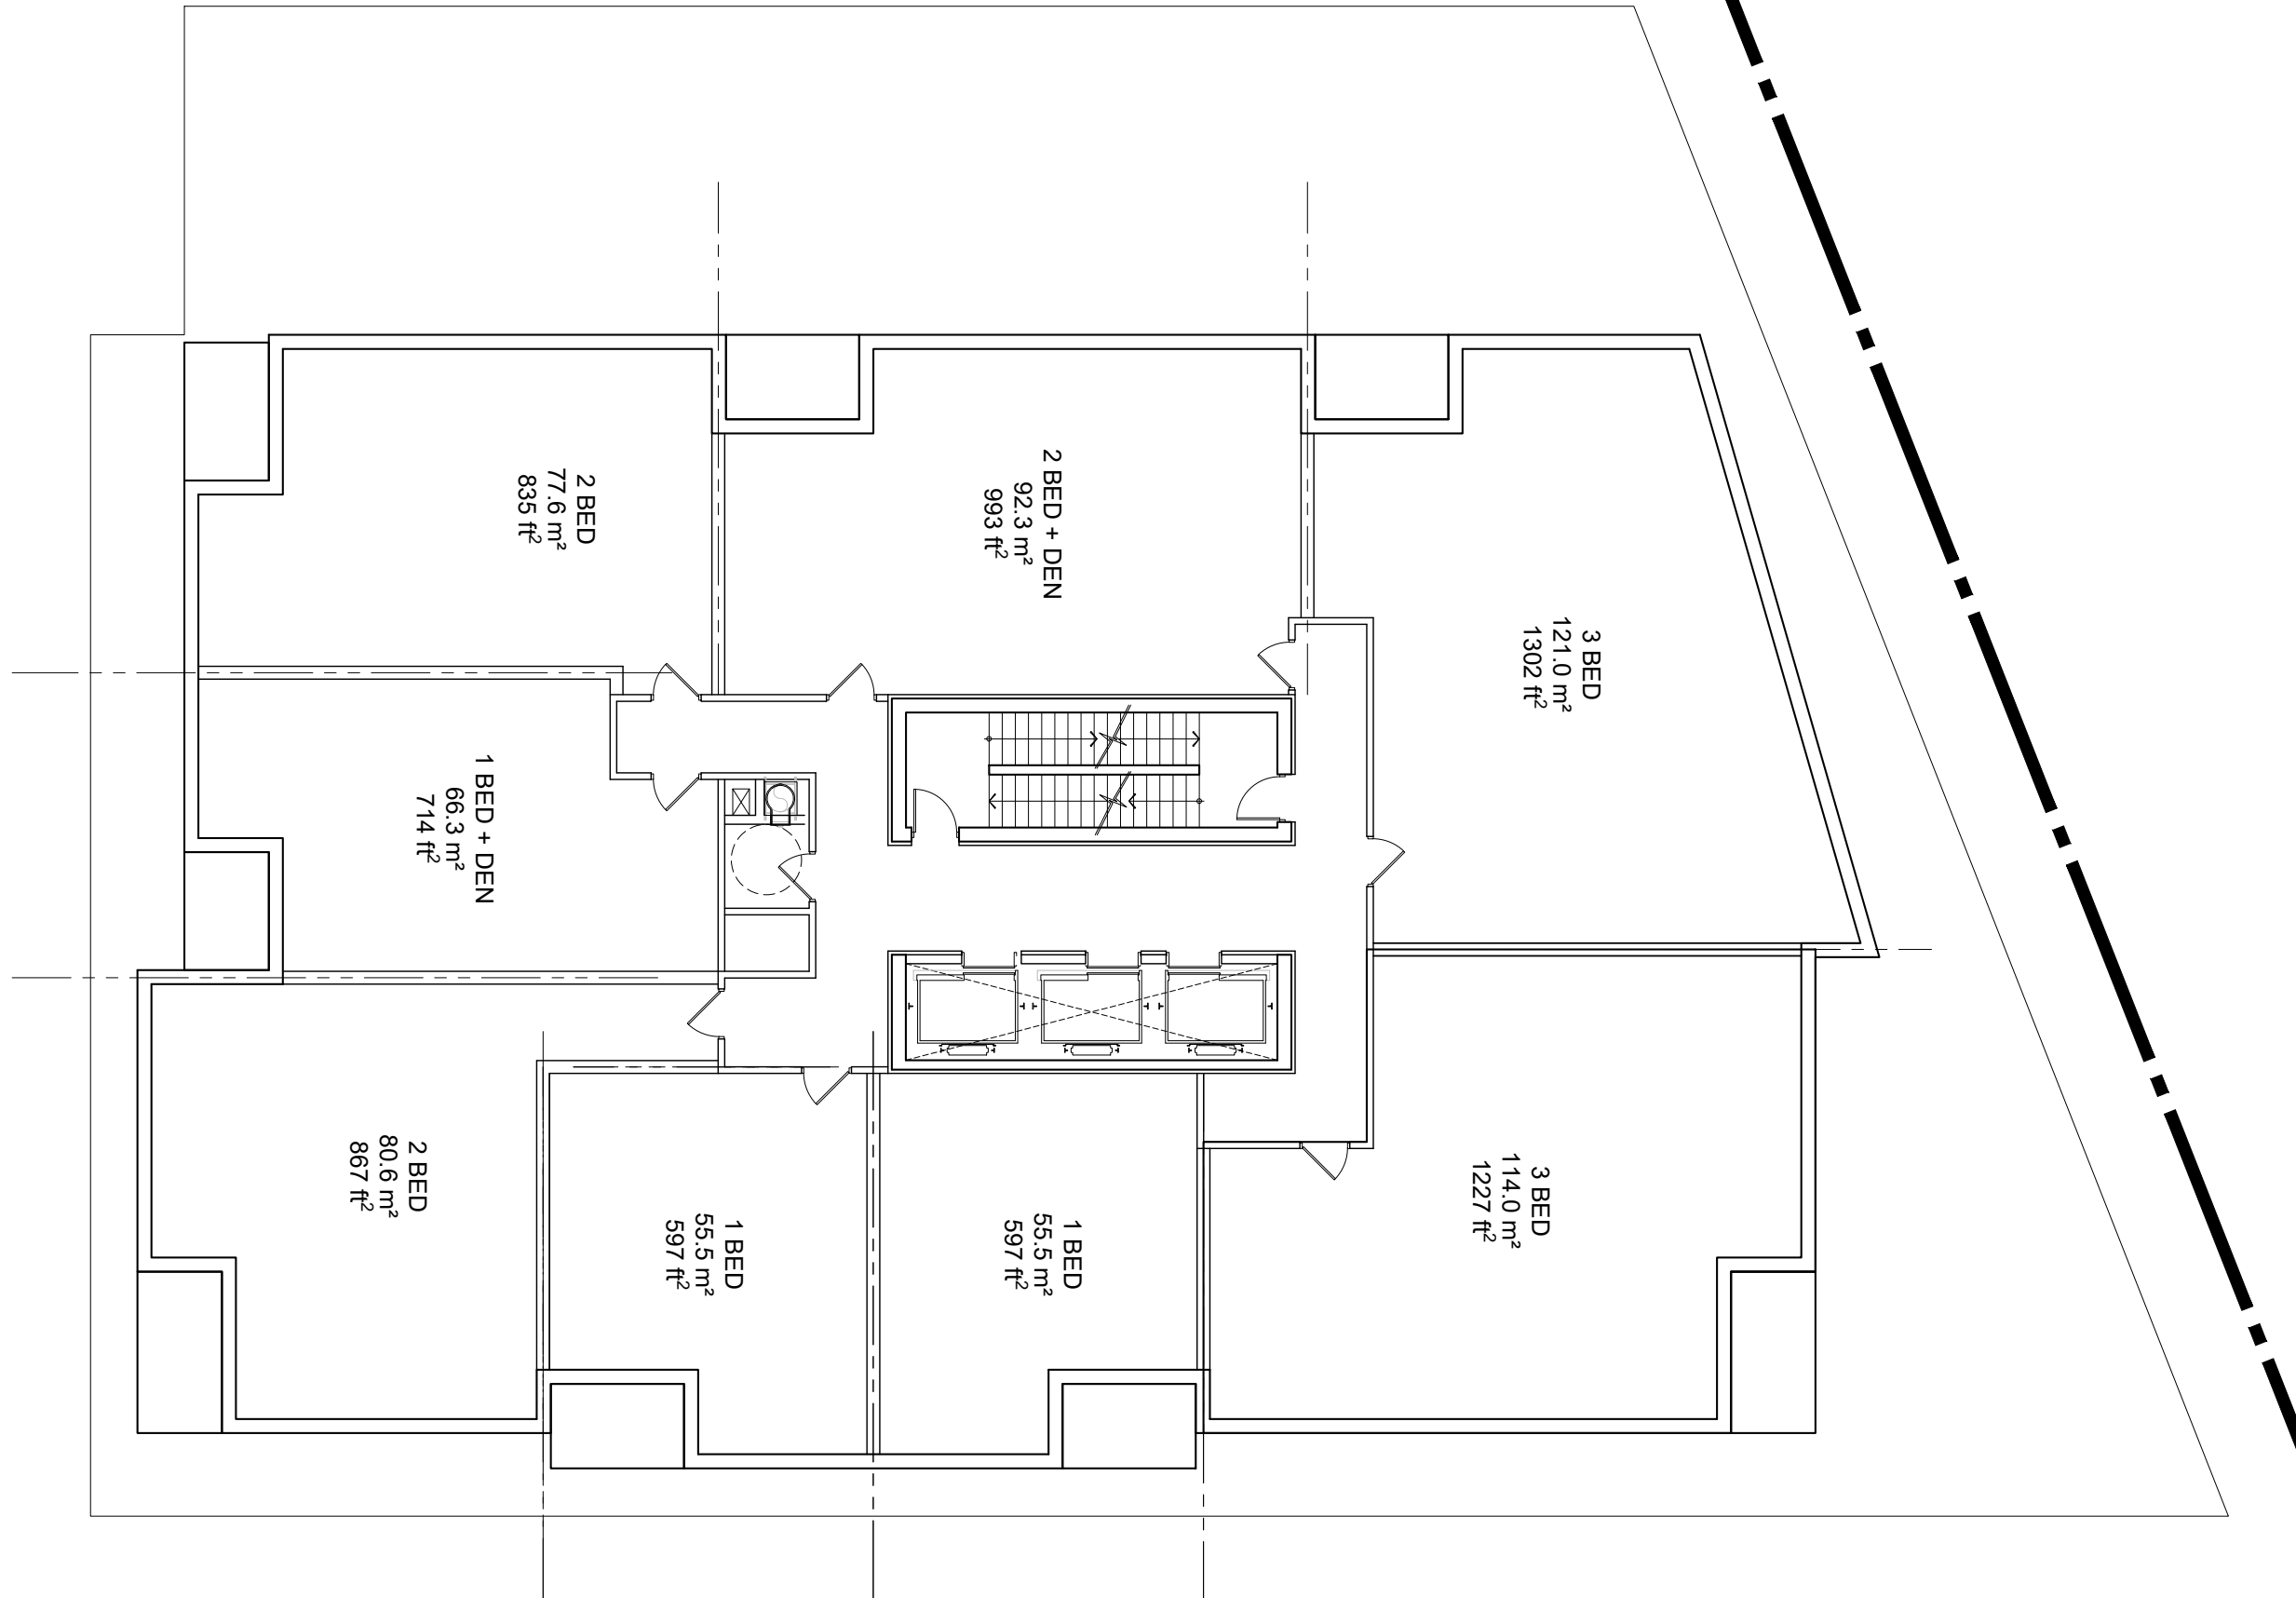 2 BED
77.6 m²
835 ft²
2 BED + DEN
92.3 m²
993 ft²
3 BED
121.0 m²
1302 ft²
1 BED + DEN
66.3 m²
714 ft²
2 BED
80.6 m²
867 ft²
1 BED
55.5 m²
597 ft²
1 BED
55.5 m²
597 ft²
3 BED
114.0 m²
1227 ft²